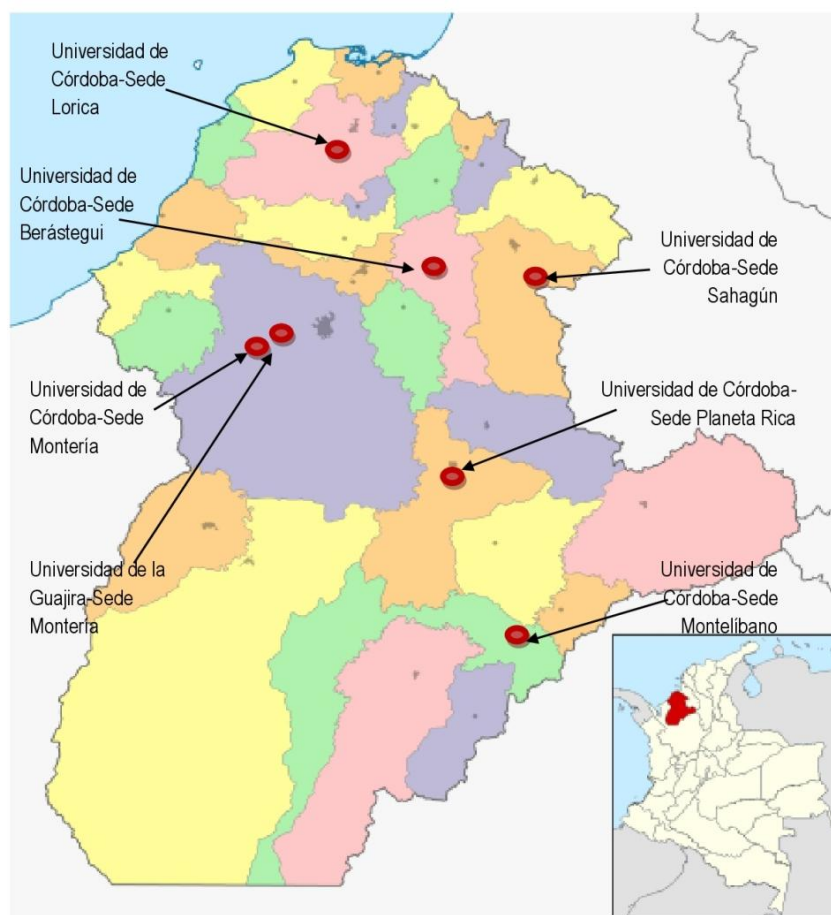 Universidad de
Córdoba-Sede
Lorica
Universidad de
Córdoba-Sede
Berástegui
Universidad de
Córdoba-Sede
Sahagún
Universidad de
Córdoba-Sede
Montería
Universidad de Córdoba-
Sede Planeta Rica
Universidad de la
Guajira-Sede
Montería
Universidad de
Córdoba-Sede
Montelíbano